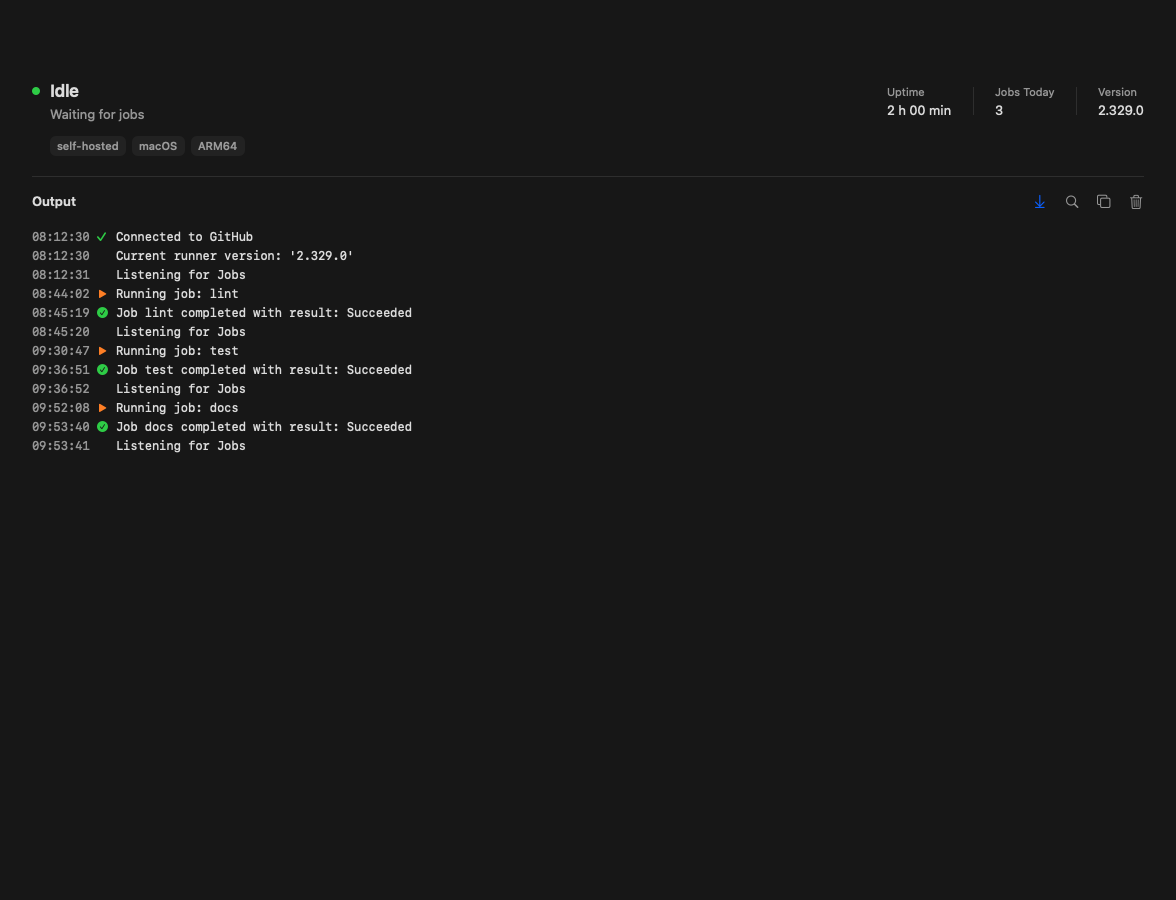 Idle
Waiting for jobs
self-hosted macOS ARM64
Uptime Jobs Today Version
2 h 00 min 3 2.329.0
Output
08:12:30 Connected to GitHub
08:12:30 Current runner version: '2.329.0'
08:12:31 Listening for Jobs
08:44:02 Running job: lint
08:45:19 Job lint completed with result: Succeeded
08:45:20 Listening for Jobs
09:30:47 Running job: test
09:36:51 Job test completed with result: Succeeded
09:36:52 Listening for Jobs
09:52:08 Running job: docs
09:53:40 Job docs completed with result: Succeeded
09:53:41 Listening for Jobs